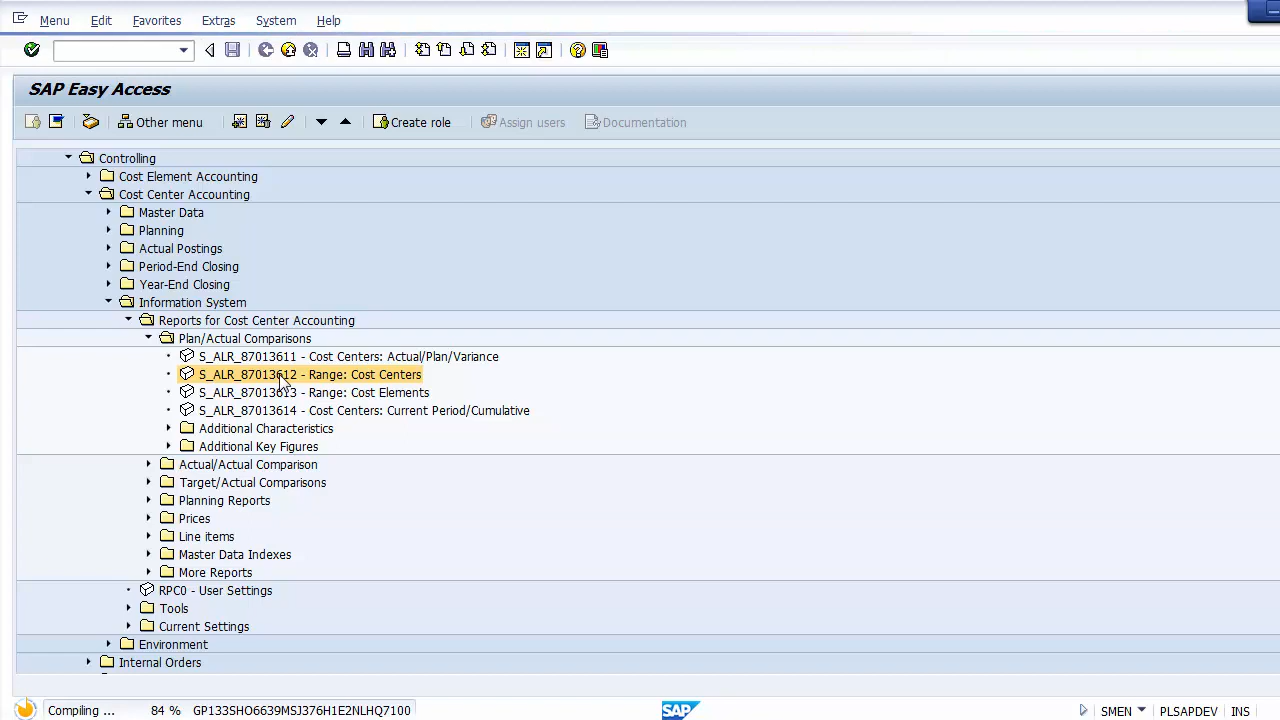 Menu Edit Favorites Extras System Help
SAP Easy Access
Other menu Create role Assign users Documentation
Controlling
Cost Element Accounting
Cost Center Accounting
Master Data
Planning
Actual Postings
Period-End Closing
Year-End Closing
Information System
Reports for Cost Center Accounting
Plan/Actual Comparisons
S_ALR_87013611 - Cost Centers: Actual/Plan/Variance
S_ALR_87013612 - Range: Cost Centers
S_ALR_87013613 - Range: Cost Elements
S_ALR_87013614 - Cost Centers: Current Period/Cumulative
Additional Characteristics
Additional Key Figures
Actual/Actual Comparison
Target/Actual Comparisons
Planning Reports
Prices
Line items
Master Data Indexes
More Reports
RPC0 - User Settings
Tools
Current Settings
Environment
Internal Orders
Compiling ... 84 % GP133SHO6639MSJ376H1E2NLHQ7100 SAP SMEN PLSAPDEV INS